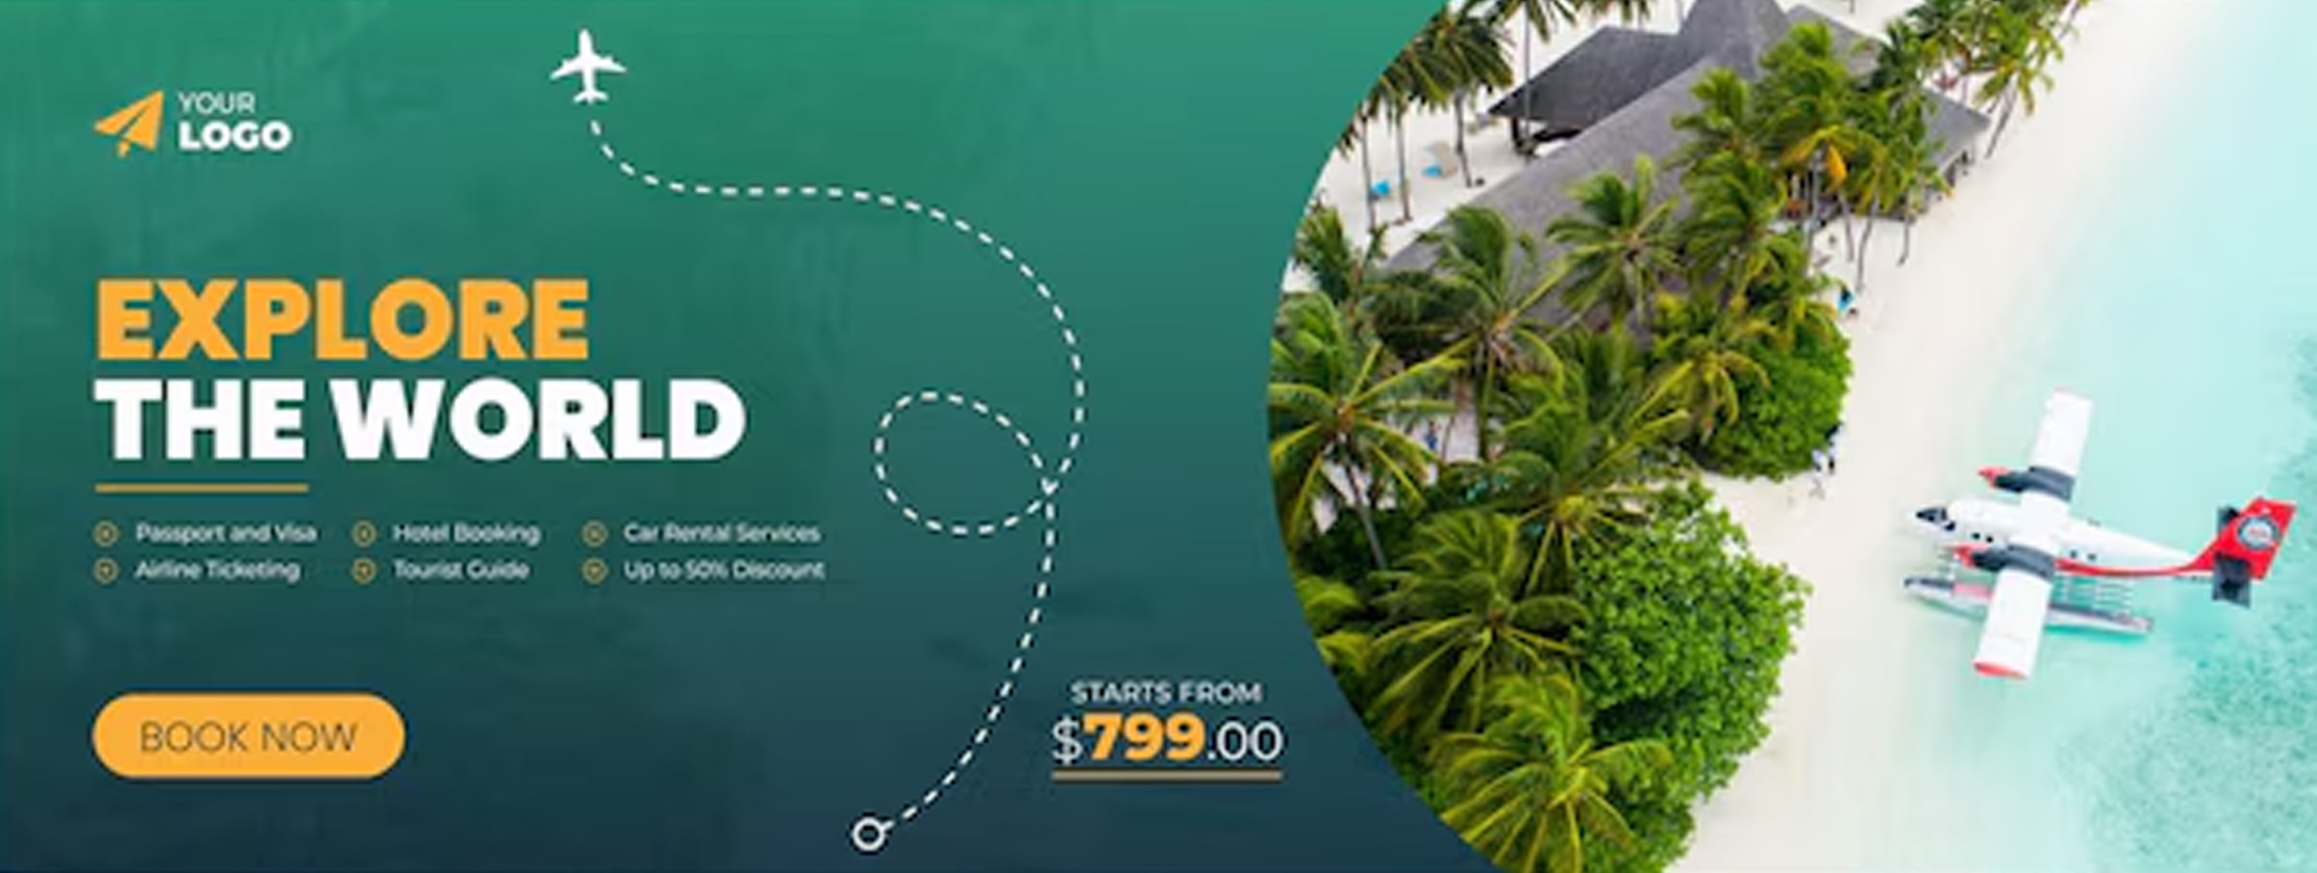 YOUR
LOGO
EXPLORE
THE WORLD
Passport and Visa
Hotel Booking
Car Rental Services
Airline Ticketing
Tourist Guide
Up to 50% Discount
BOOK NOW
STARTS FROM
$799.00